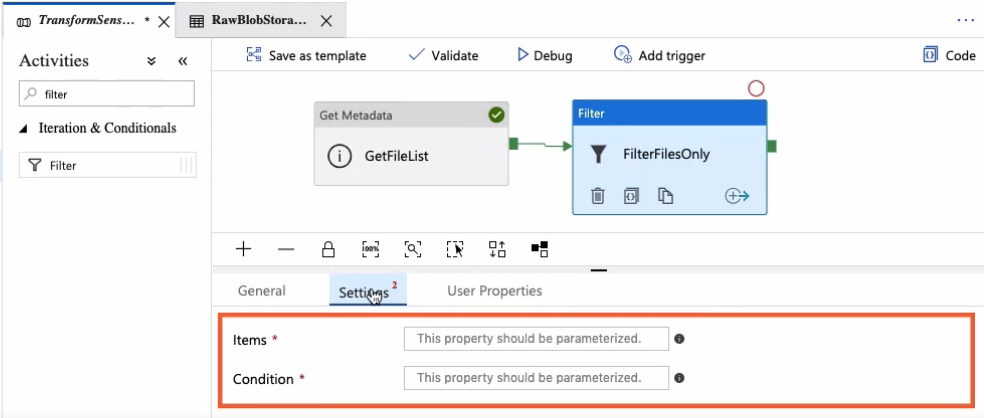 TransformSens... *
RawBlobStora...
...
Activities
filter
Iteration & Conditionals
Filter
Save as template
Validate
Debug
Add trigger
Code
Get Metadata
GetFileList
Filter
FilterFilesOnly
100%
General
Settings 2
User Properties
Items *
This property should be parameterized.
Condition *
This property should be parameterized.